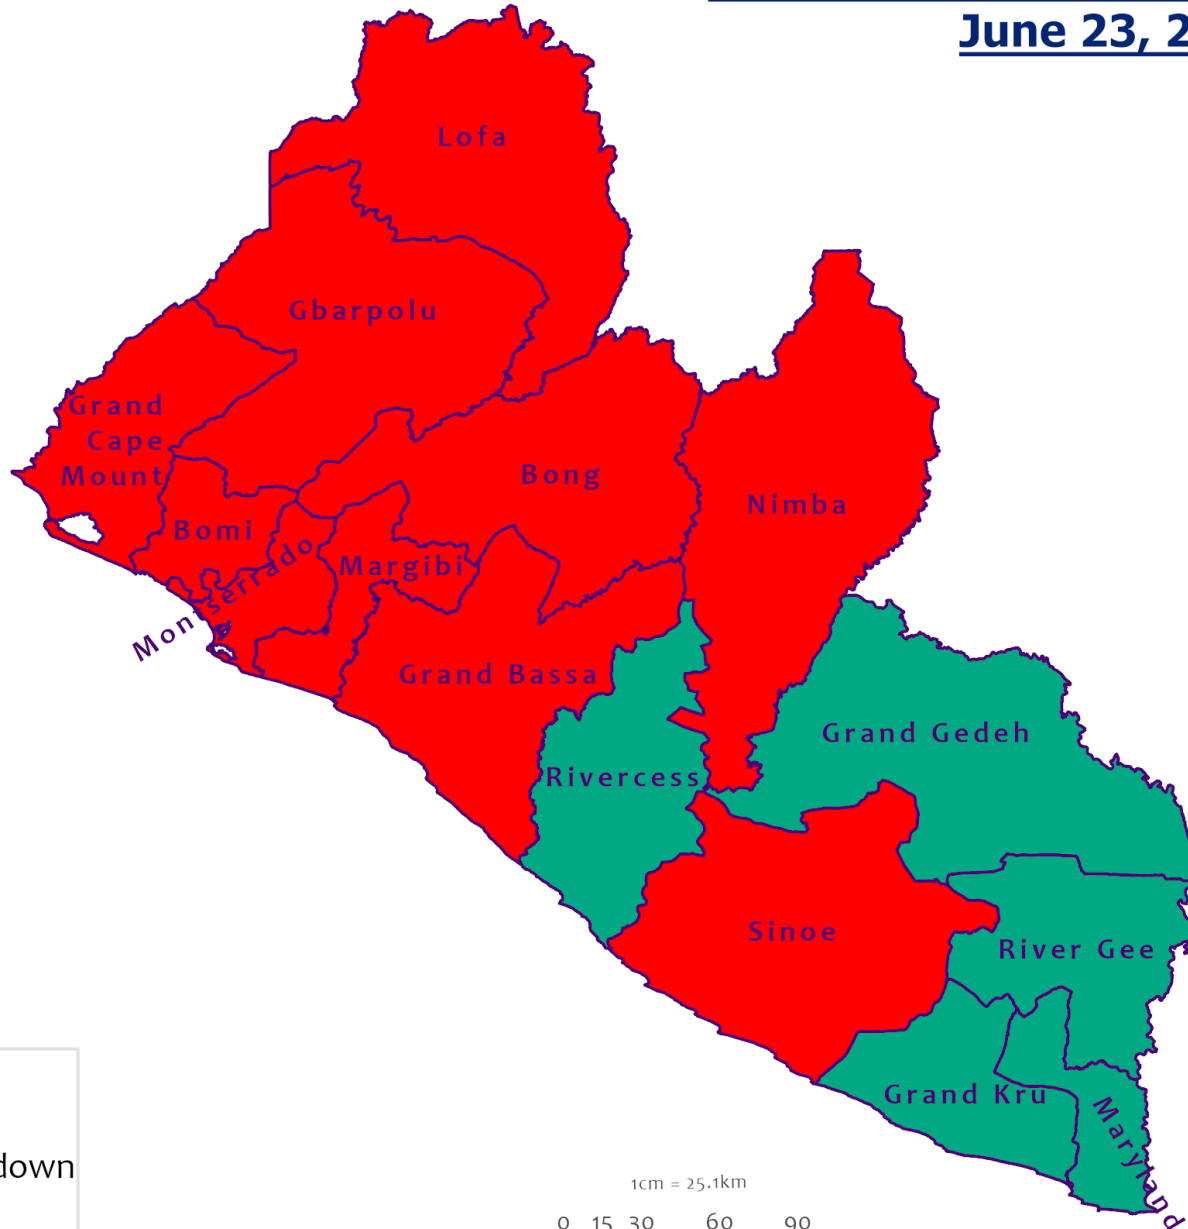 June 23, 2
Lofa
Gbarpolu
Grand
Cape
Mount
Bong
Nimba
Bomi
Montserrado
Margibi
Grand Bassa
Grand Gedeh
Rivercess
Sinoe
River Gee
Grand Kru
Maryland
down
1cm = 25.1km
0 15 30 60 90